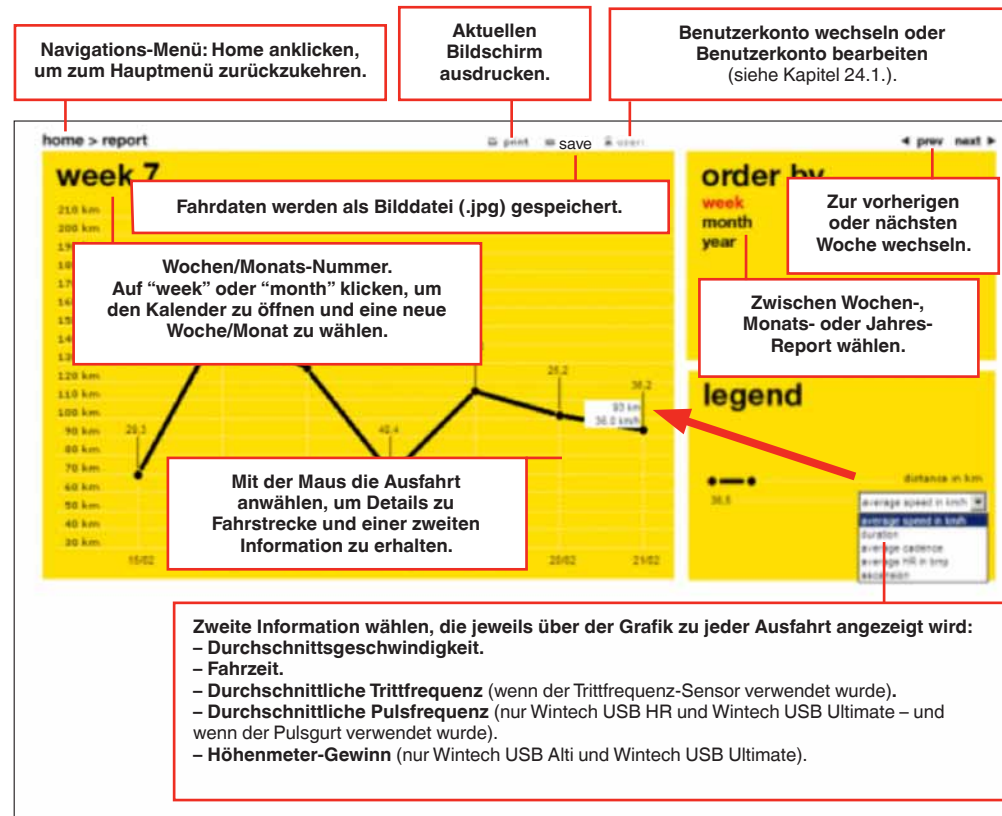 Navigations-Menü: Home anklicken,
um zum Hauptmenü zurückzukehren.
Aktuellen
Bildschirm
ausdrucken.
Benutzerkonto wechseln oder
Benutzerkonto bearbeiten
(siehe Kapitel 24.1.).
home > report
print
save
user:
◄ prev next ►
week 7
Fahrdaten werden als Bilddatei (.jpg) gespeichert.
order by
week
month
year
Zur vorherigen
oder nächsten
Woche wechseln.
210 km
Wochen/Monats-Nummer.
Auf “week” oder “month” klicken, um
den Kalender zu öffnen und eine neue
Woche/Monat zu wählen.
Zwischen Wochen-,
Monats- oder Jahres-
Report wählen.
120 km
110 km
100 km
90 km
80 km
70 km
60 km
50 km
40 km
30 km
29,3
40,4
26,2
36,2
93 km
36.0 km/h
Mit der Maus die Ausfahrt
anwählen, um Details zu
Fahrstrecke und einer zweiten
Information zu erhalten.
15/02
20/02
21/02
legend
distance in km
36,5
average speed in km/h
average speed in km/h
duration
average cadence
average HR in bmp
ascension
Zweite Information wählen, die jeweils über der Grafik zu jeder Ausfahrt angezeigt wird:
– Durchschnittsgeschwindigkeit.
– Fahrzeit.
– Durchschnittliche Trittfrequenz (wenn der Trittfrequenz-Sensor verwendet wurde).
– Durchschnittliche Pulsfrequenz (nur Wintech USB HR und Wintech USB Ultimate – und
wenn der Pulsgurt verwendet wurde).
– Höhenmeter-Gewinn (nur Wintech USB Alti und Wintech USB Ultimate).